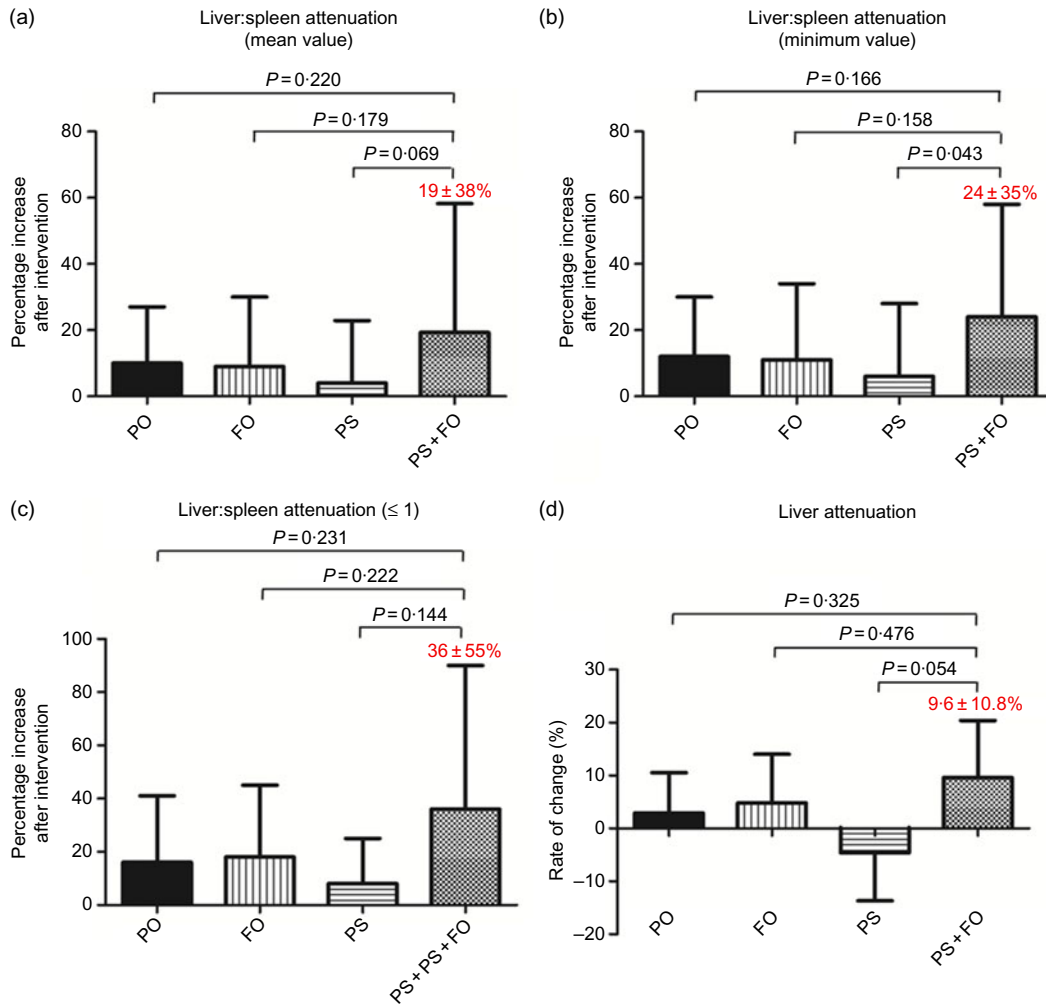 (a)
Liver:spleen attenuation
(mean value)
P = 0·220
P = 0·179
P = 0·069
19 ± 38%
Percentage increase
after intervention
80
60
40
20
0
PO
FO
PS
PS + FO
(b)
Liver:spleen attenuation
(minimum value)
P = 0·166
P = 0·158
P = 0·043
24 ± 35%
Percentage increase
after intervention
80
60
40
20
0
PO
FO
PS
PS + FO
(c)
Liver:spleen attenuation (≤ 1)
P = 0·231
P = 0·222
P = 0·144
36 ± 55%
Percentage increase
after intervention
100
80
60
40
20
0
PO
FO
PS
PS + PS + FO
(d)
Liver attenuation
P = 0·325
P = 0·476
P = 0·054
9·6 ± 10.8%
Rate of change (%)
30
20
10
0
–10
–20
PO
FO
PS
PS + FO